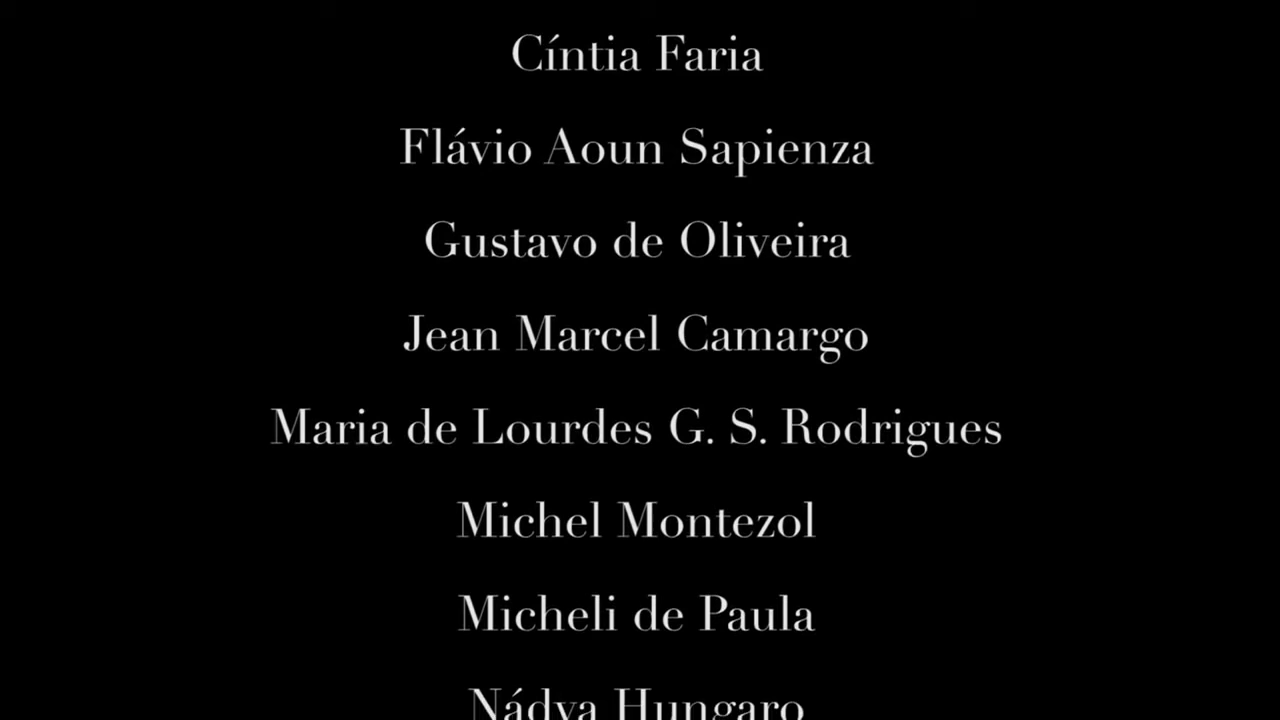 Cíntia Faria
Flávio Aoun Sapienza
Gustavo de Oliveira
Jean Marcel Camargo
Maria de Lourdes G. S. Rodrigues
Michel Montezol
Micheli de Paula
Nádya Hungaro